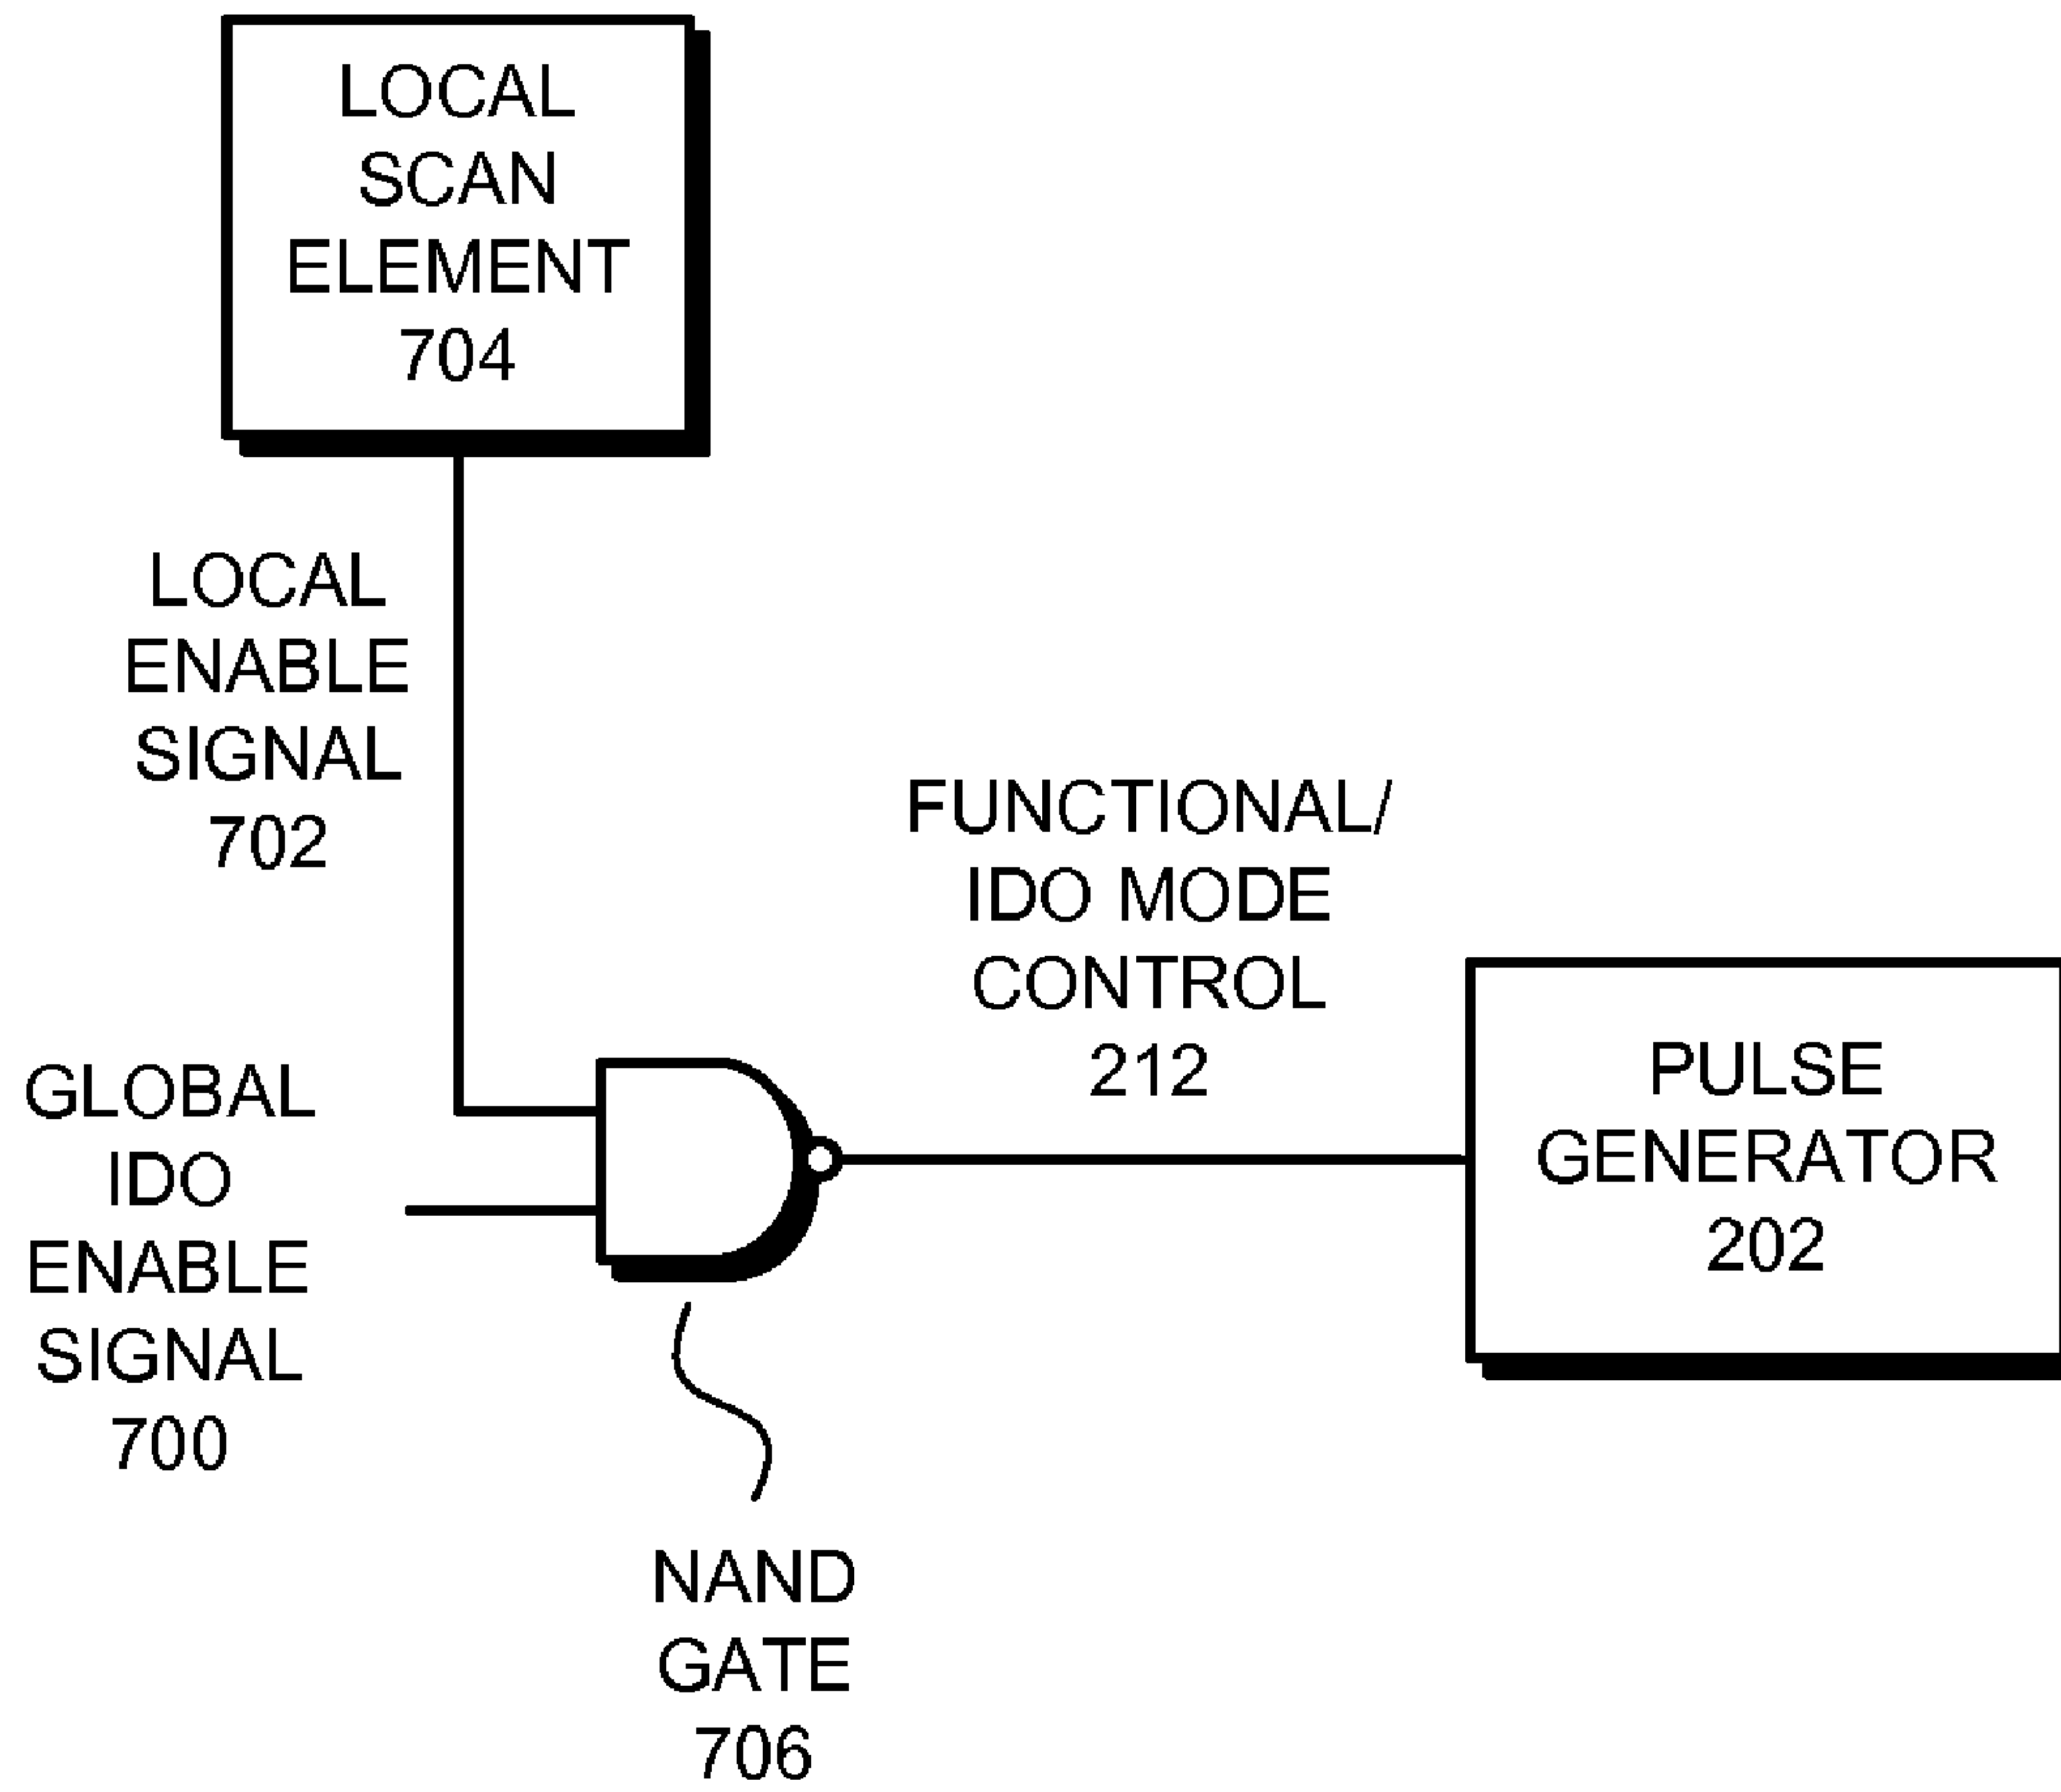 LOCAL
SCAN
ELEMENT
704
LOCAL
ENABLE
SIGNAL
702
FUNCTIONAL/
IDO MODE
CONTROL
212
GLOBAL
IDO
ENABLE
SIGNAL
700
PULSE
GENERATOR
202
NAND
GATE
706